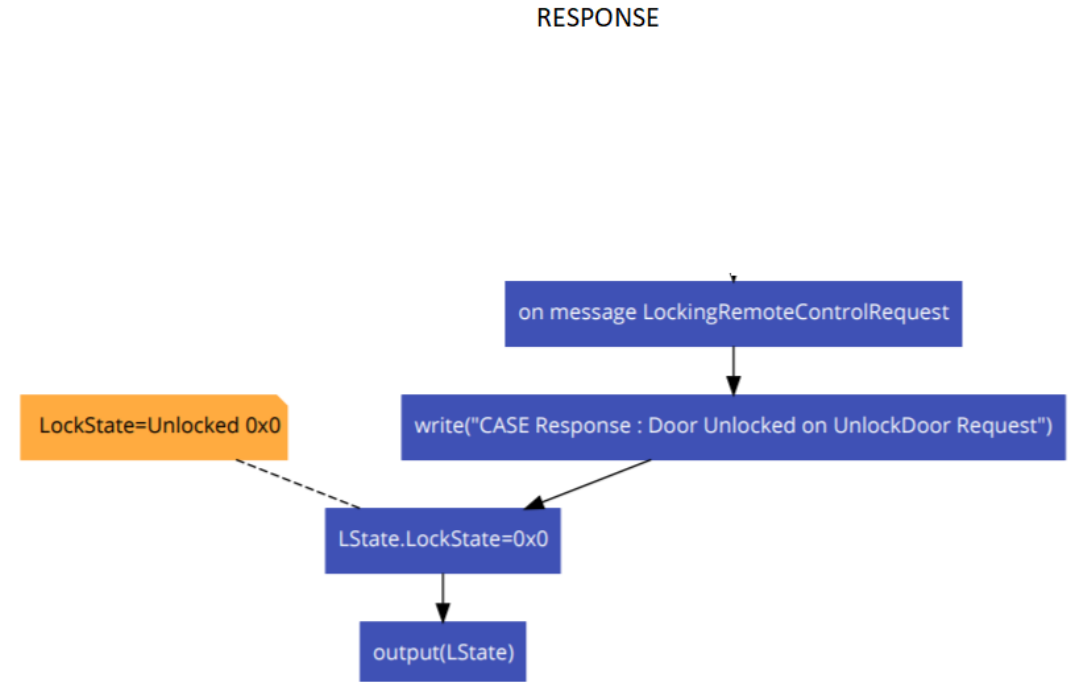 RESPONSE
on message LockingRemoteControlRequest
LockState=Unlocked 0x0
write("CASE Response : Door Unlocked on UnlockDoor Request")
LState.LockState=0x0
output(LState)